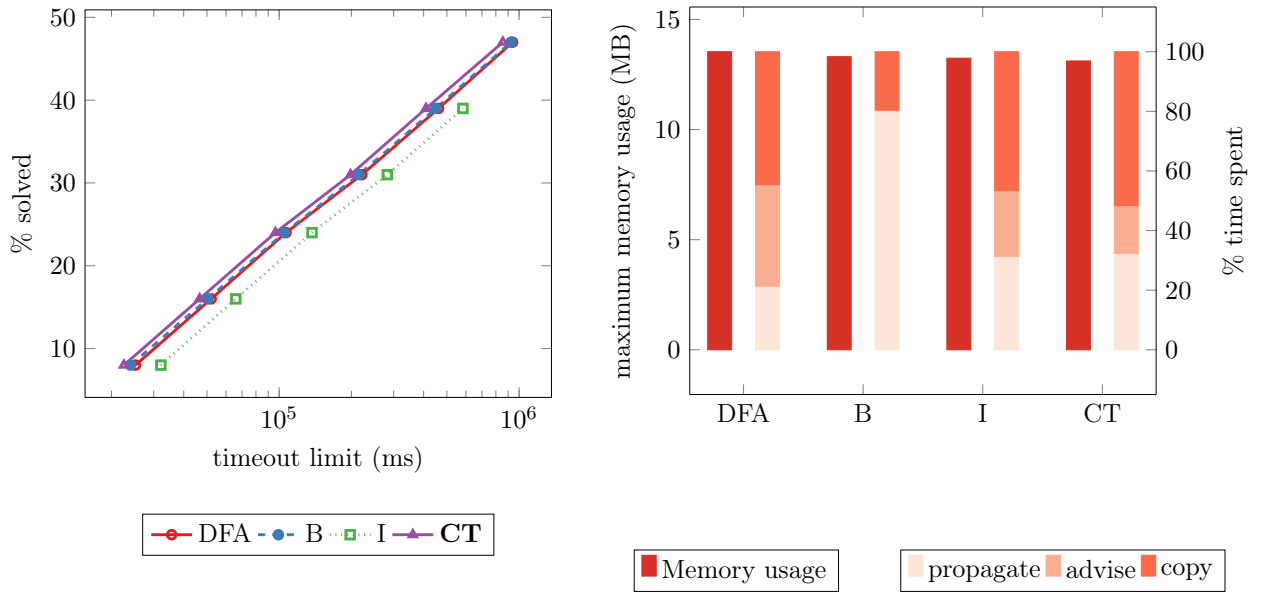 50
40
30
20
10
% solved
10^5
10^6
timeout limit (ms)
DFA B I CT
15
10
5
0
maximum memory usage (MB)
100
80
60
40
20
0
% time spent
DFA B I CT
Memory usage
propagate advise copy